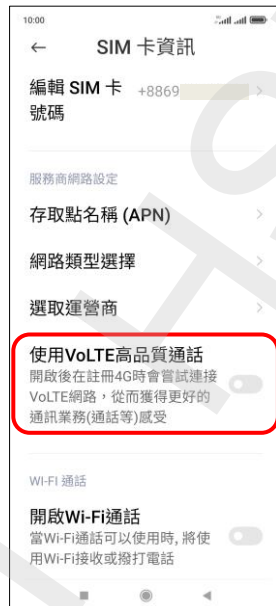 10:00
SIM 卡資訊
編輯 SIM 卡 +8869
號碼
服務商網路設定
存取點名稱 (APN)
網路類型選擇
選取運營商
使用VoLTE高品質通話
開啟後在註冊4G時會嘗試連接
VoLTE網路，從而獲得更好的
通訊業務(通話等)感受
WI-FI 通話
開啟Wi-Fi通話
當Wi-Fi通話可以使用時, 將使
用Wi-Fi接收或撥打電話